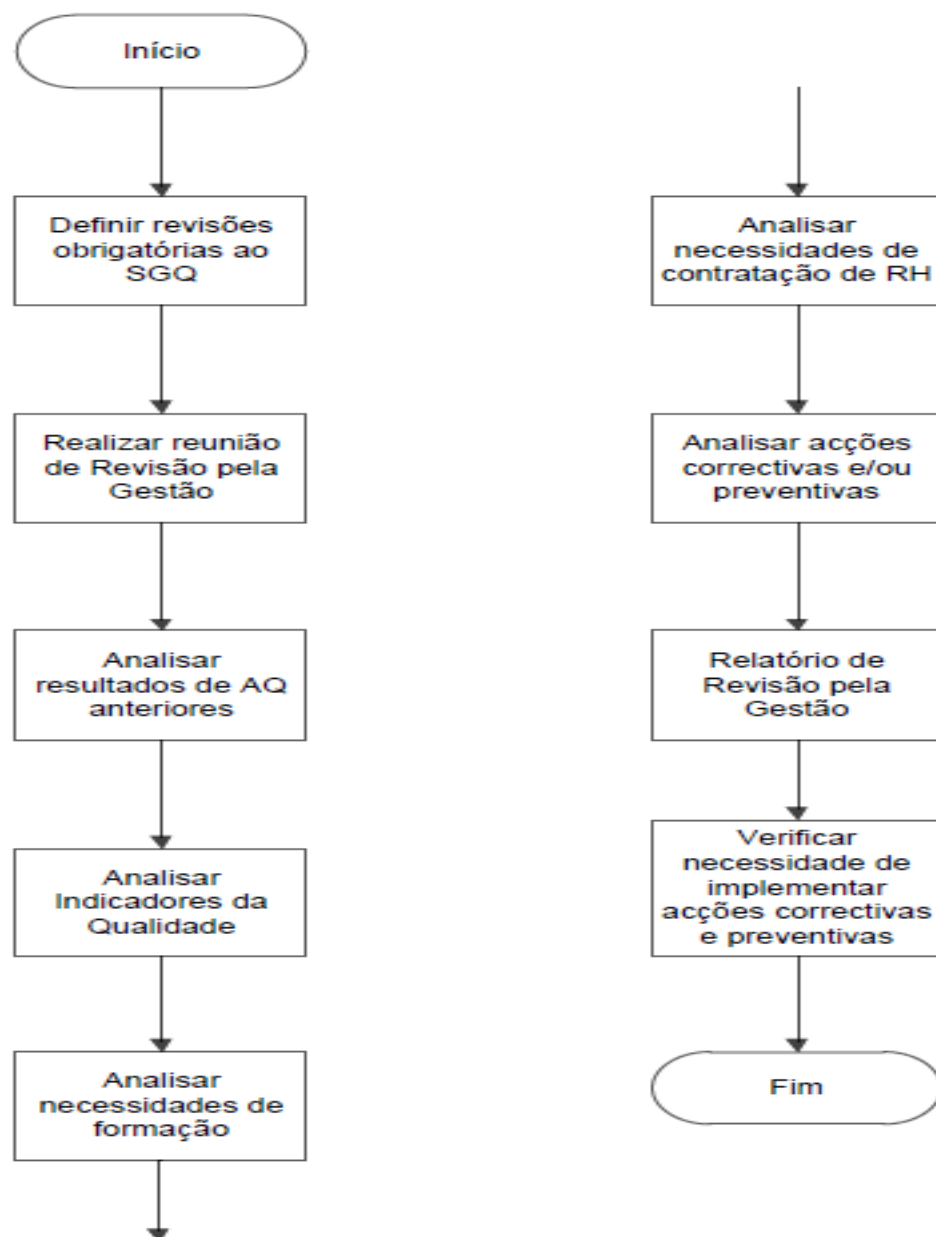 Início
Definir revisões
obrigatórias ao
SGQ
Realizar reunião
de Revisão pela
Gestão
Analisar
resultados de AQ
anteriores
Analisar
Indicadores da
Qualidade
Analisar
necessidades de
formação
Analisar
necessidades de
contratação de RH
Analisar acções
correctivas e/ou
preventivas
Relatório de
Revisão pela
Gestão
Verificar
necessidade de
implementar
acções correctivas
e preventivas
Fim